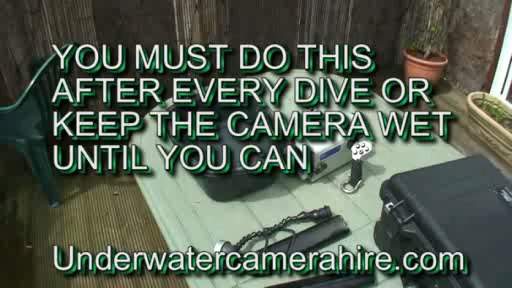 YOU MUST DO THIS
AFTER EVERY DIVE OR
KEEP THE CAMERA WET
UNTIL YOU CAN
Underwatercamerahire.com